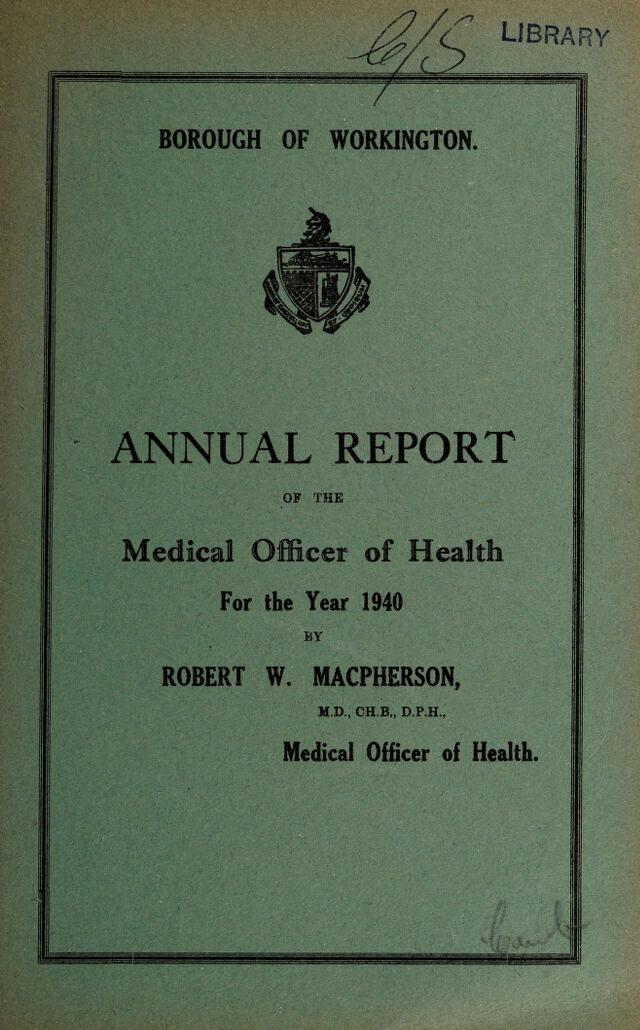 LIBRARY
BOROUGH OF WORKINGTON.
ANNUAL REPORT
OF THE
Medical Officer of Health
For the Year 1940
BY
ROBERT W. MACPHERSON,
M.D., CH.B., D.P.H.,
Medical Officer of Health.